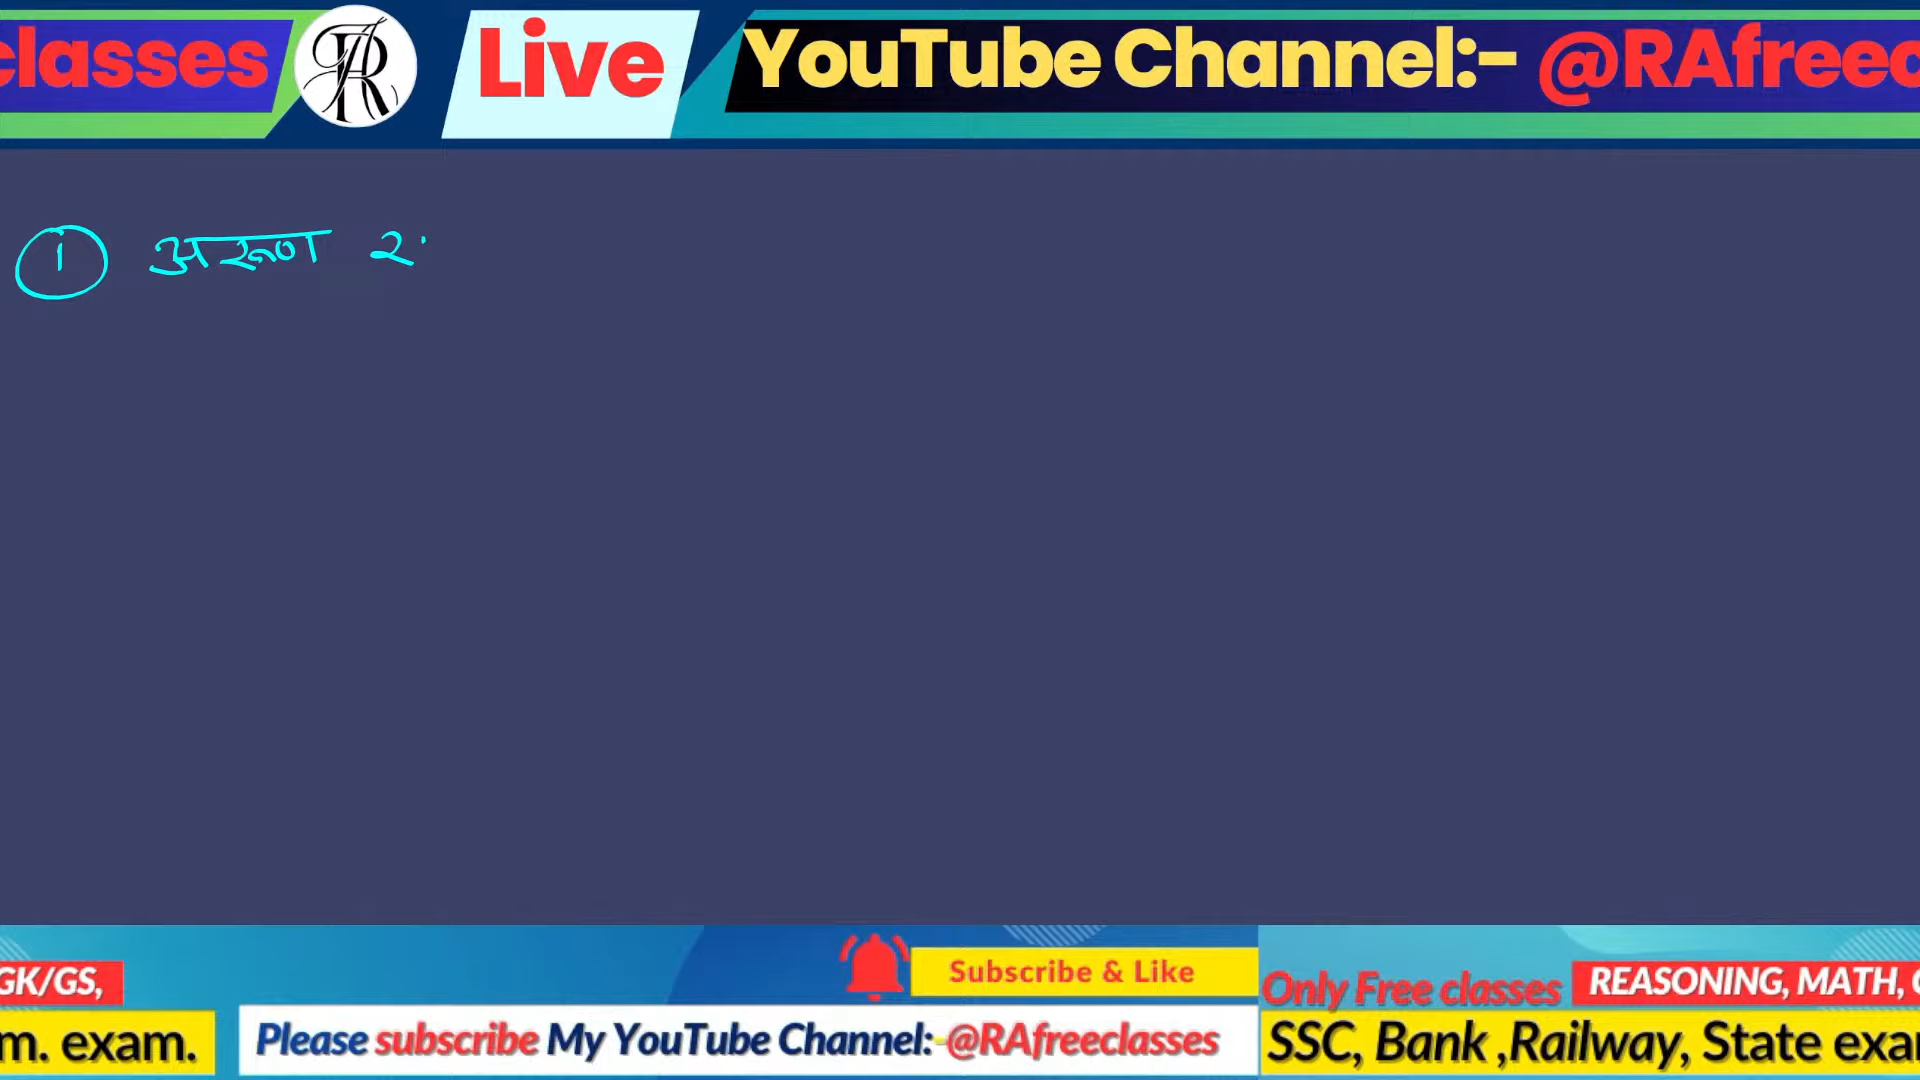 classes Live YouTube Channel:- @RAfreec
① अरूण
GK/GS,
Subscribe & Like
Only Free classes REASONING, MATH,
m. exam.
Please subscribe My YouTube Channel:-@RAfreeclasses
SSC, Bank ,Railway, State exa